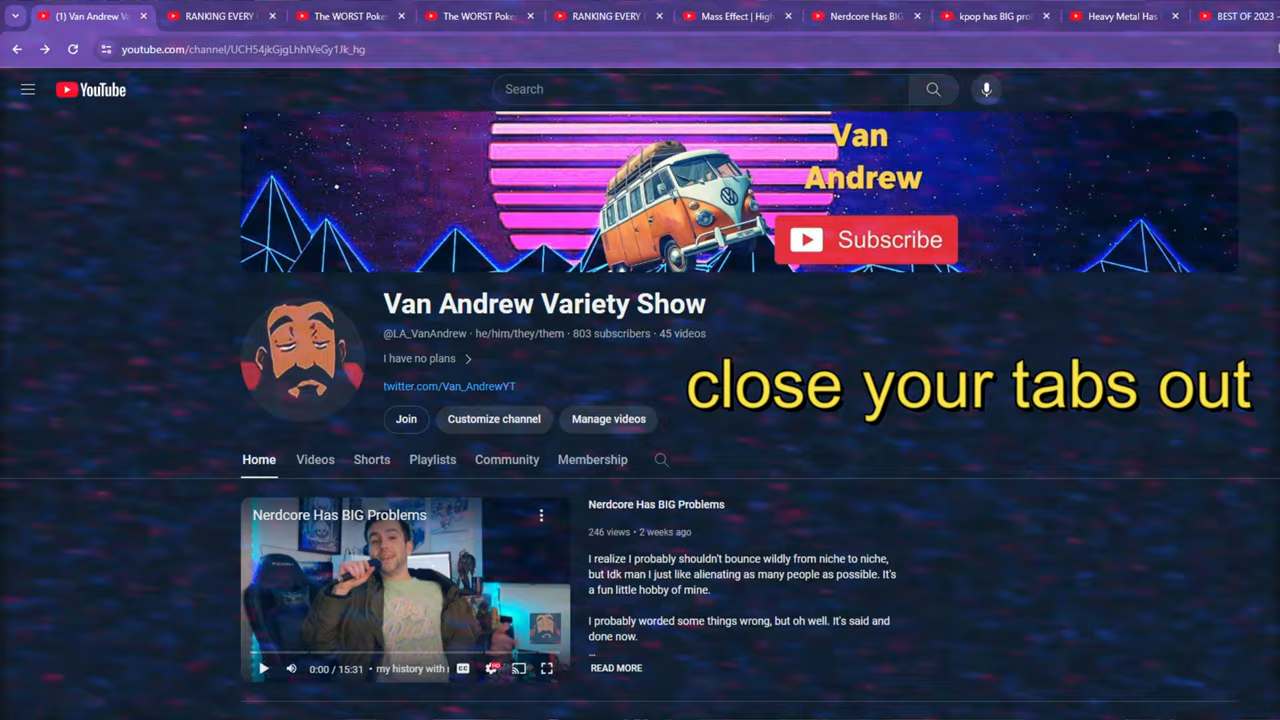 (1) Van Andrew V
RANKING EVERY
The WORST Poke
The WORST Poke
RANKING EVERY
Mass Effect | High
Nerdcore Has BIG
kpop has BIG pro
Heavy Metal Has
BEST OF 2023
youtube.com/channel/
YouTube
Search
Van
Andrew
Subscribe
Van Andrew Variety Show
@LA_VanAndrew · he/him/they/them · 803 subscribers · 45 videos
I have no plans
twitter.com/Van_AndrewYT
close your tabs out
Join Customize channel Manage videos
Home Videos Shorts Playlists Community Membership
Nerdcore Has BIG Problems
0:00 / 15:31 • my history with
Nerdcore Has BIG Problems
246 views • 2 weeks ago
I realize I probably shouldn't bounce wildly from niche to niche,
but Idk man I just like alienating as many people as possible. It's
a fun little hobby of mine.
I probably worded some things wrong, but oh well. It's said and
done now.
...
READ MORE